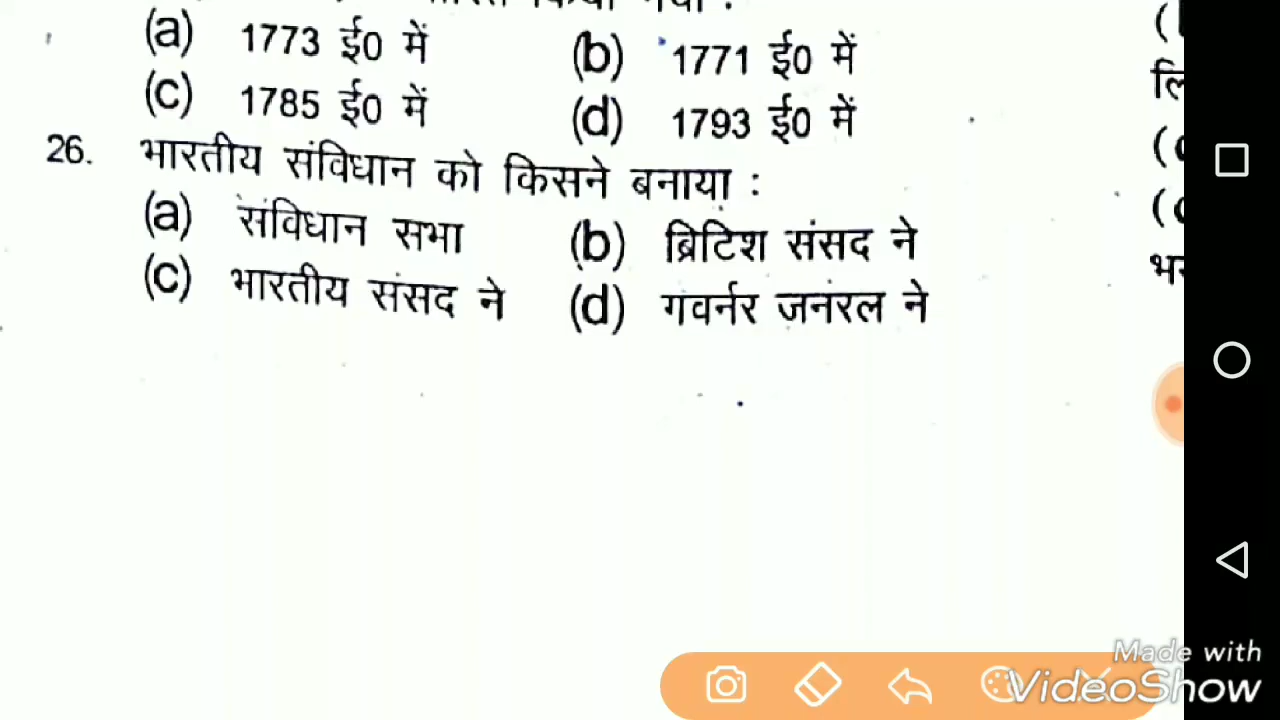 (a) 1773 ई0 में (b) 1771 ई0 में
(c) 1785 ई0 में (d) 1793 ई0 में
26. भारतीय संविधान को किसने बनाया :
(a) संविधान सभा (b) ब्रिटिश संसद ने
(c) भारतीय संसद ने (d) गवर्नर जनरल ने
Made with
VideoShow